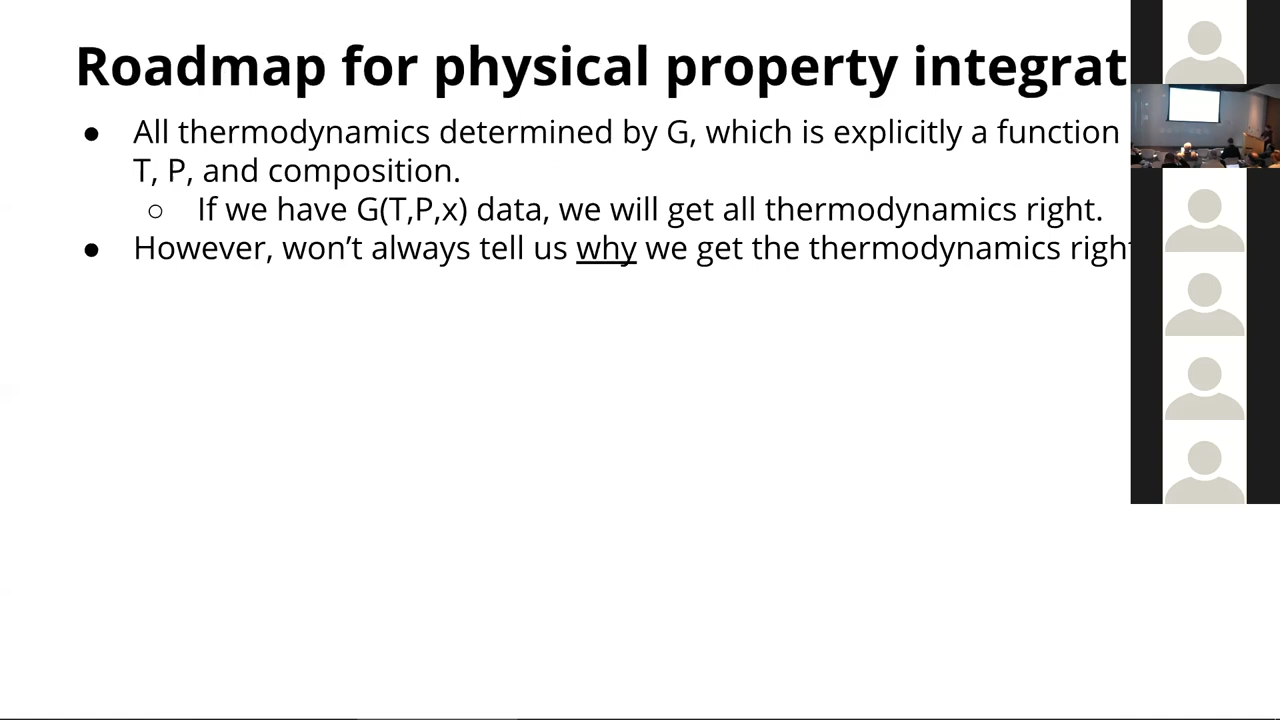 Roadmap for physical property integrat
● All thermodynamics determined by G, which is explicitly a function
T, P, and composition.
○ If we have G(T,P,x) data, we will get all thermodynamics right.
● However, won’t always tell us why we get the thermodynamics right